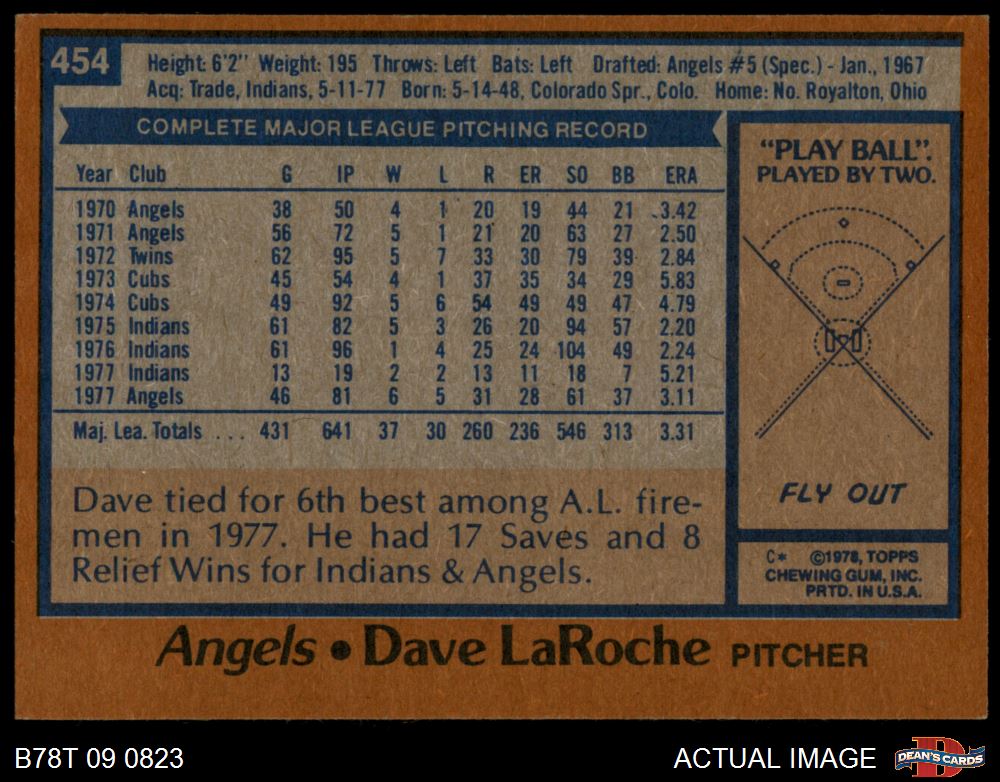 454
Height: 6'2" Weight: 195 Throws: Left Bats: Left Drafted: Angels #5 (Spec.) - Jan., 1967
Acq: Trade, Indians, 5-11-77 Born: 5-14-48, Colorado Spr., Colo. Home: No. Royalton, Ohio
COMPLETE MAJOR LEAGUE PITCHING RECORD
Year Club G IP W L R ER SO BB ERA
1970 Angels 38 50 4 1 20 19 44 21 3.42
1971 Angels 56 72 5 1 21 20 63 27 2.50
1972 Twins 62 95 5 7 33 30 79 39 2.84
1973 Cubs 45 54 4 1 37 35 34 29 5.83
1974 Cubs 49 92 5 6 54 49 49 47 4.79
1975 Indians 61 82 5 3 26 20 94 57 2.20
1976 Indians 61 96 1 4 25 24 104 49 2.24
1977 Indians 13 19 2 2 13 11 18 7 5.21
1977 Angels 46 81 6 5 31 28 61 37 3.11
Maj. Lea. Totals ... 431 641 37 30 260 236 546 313 3.31
Dave tied for 6th best among A.L. fire-
men in 1977. He had 17 Saves and 8
Relief Wins for Indians & Angels.
"PLAY BALL".
PLAYED BY TWO.
FLY OUT
C* ©1978, TOPPS
CHEWING GUM, INC.
PRTD. IN U.S.A.
Angels • Dave LaRoche PITCHER
B78T 09 0823
ACTUAL IMAGE
DEAN'S CARDS